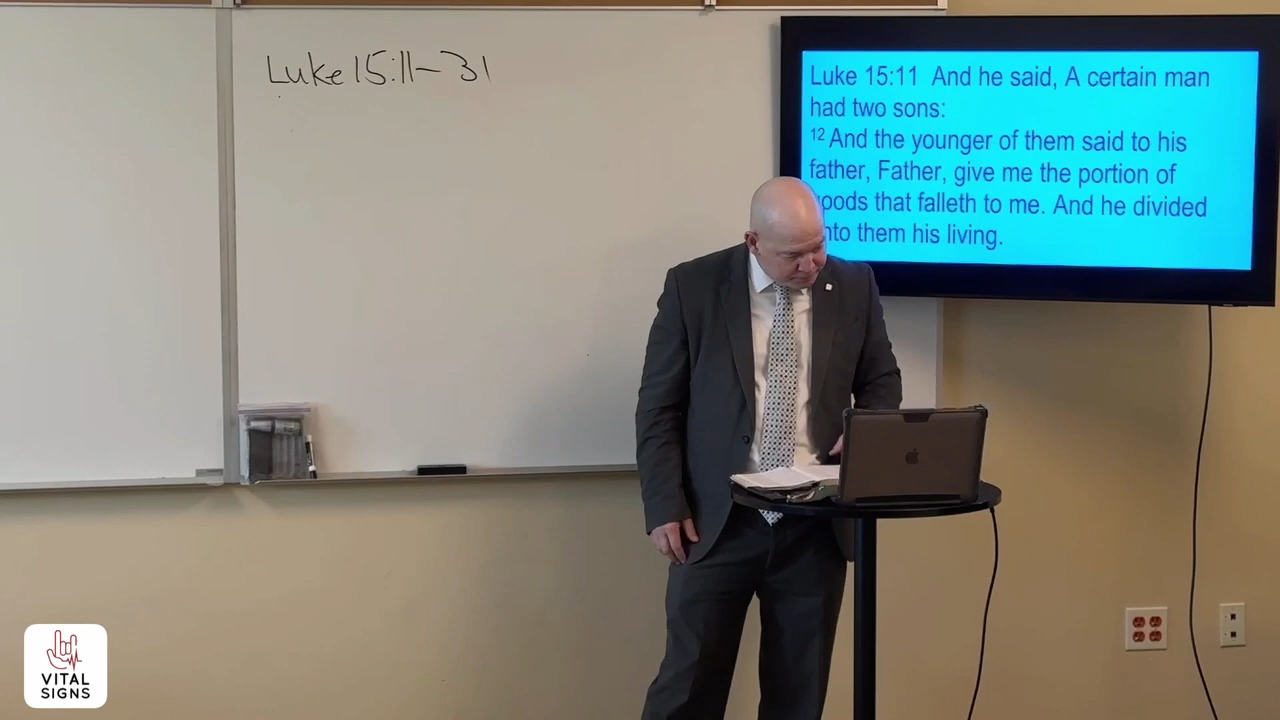 Luke 15:11-31
Luke 15:11 And he said, A certain man
had two sons:
12 And the younger of them said to his
father, Father, give me the portion of
goods that falleth to me. And he divided
unto them his living.
VITAL
SIGNS